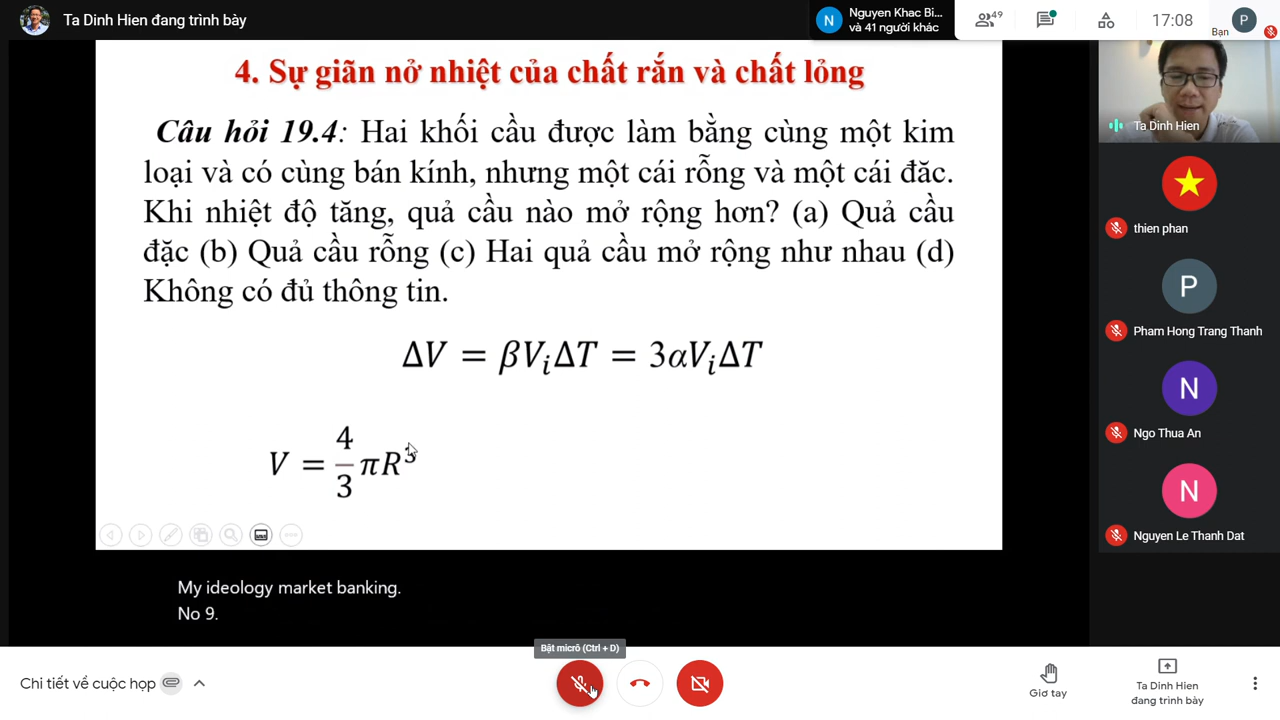 Ta Dinh Hien đang trình bày
N
Nguyen Khac Bi...
và 41 người khác
49
17:08
P
Bạn
4. Sự giãn nở nhiệt của chất rắn và chất lỏng
Câu hỏi 19.4: Hai khối cầu được làm bằng cùng một kim
loại và có cùng bán kính, nhưng một cái rỗng và một cái đăc.
Khi nhiệt độ tăng, quả cầu nào mở rộng hơn? (a) Quả cầu
đặc (b) Quả cầu rỗng (c) Hai quả cầu mở rộng như nhau (d)
Không có đủ thông tin.
ΔV = βV_iΔT = 3αV_iΔT
V = 4/3 πR³
Ta Dinh Hien
thien phan
P
Pham Hong Trang Thanh
N
Ngo Thua An
N
Nguyen Le Thanh Dat
My ideology market banking.
No 9.
Bật micrô (Ctrl + D)
Chi tiết về cuộc họp
Giơ tay
Ta Dinh Hien
đang trình bày